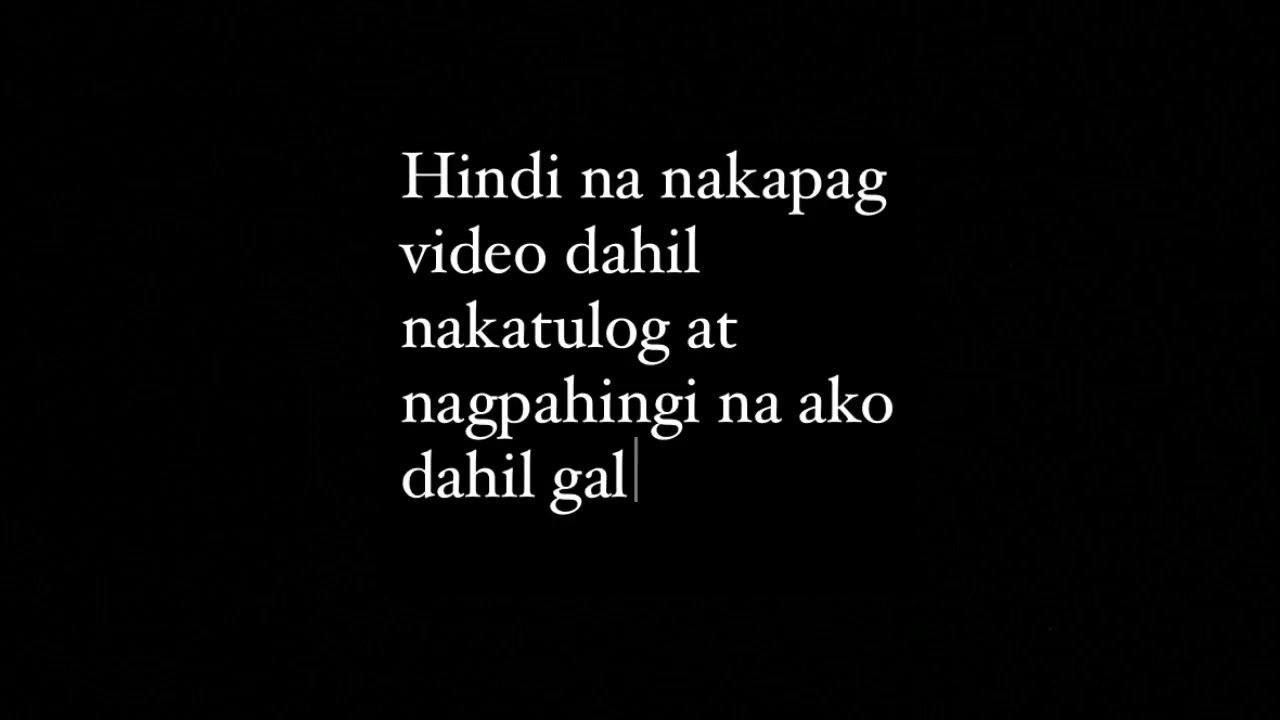 Hindi na nakapag
video dahil
nakatulog at
nagpahingi na ako
dahil gal